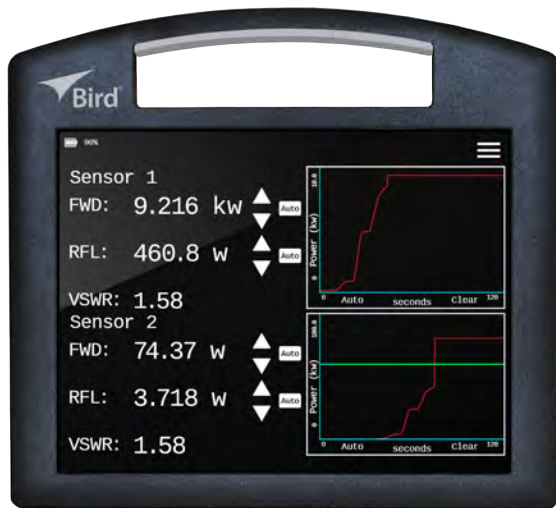 Bird
90%
Sensor 1
FWD: 9.216 kw Auto
RFL: 460.8 w Auto
VSWR: 1.58
10.0
Power (kw)
0
0 Auto seconds Clear 120
Sensor 2
FWD: 74.37 w Auto
RFL: 3.718 w Auto
VSWR: 1.58
100.0
Power (kw)
0
0 Auto seconds Clear 120